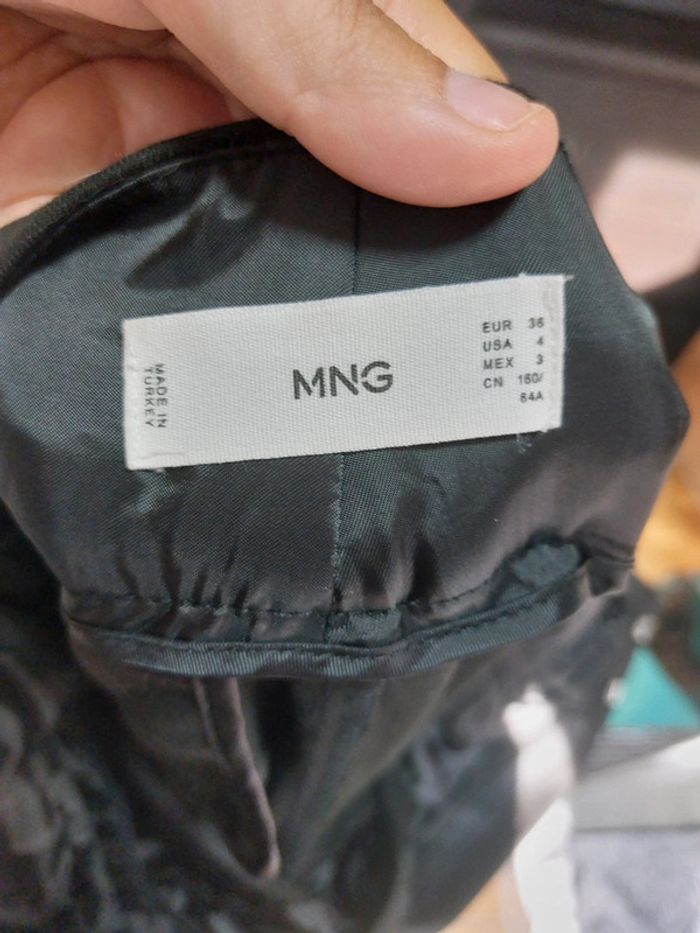 MADE IN
TURKEY
MNG
EUR 36
USA 4
MEX 3
CN 160/
64A